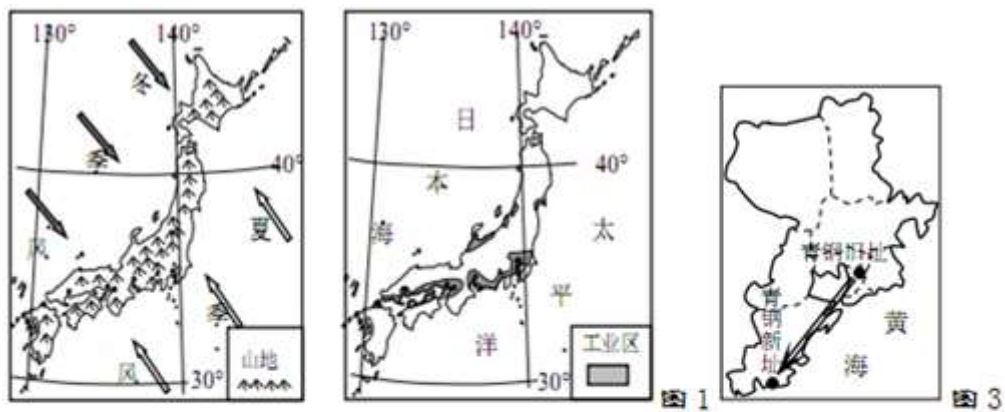 130°
140°
冬
季
风
40°
夏
季
风
30°
山地
130°
140°
日
本
海
40°
太
平
洋
30°
工业区
图 1
青钢旧址
青
钢
新
址
黄
海
图 3